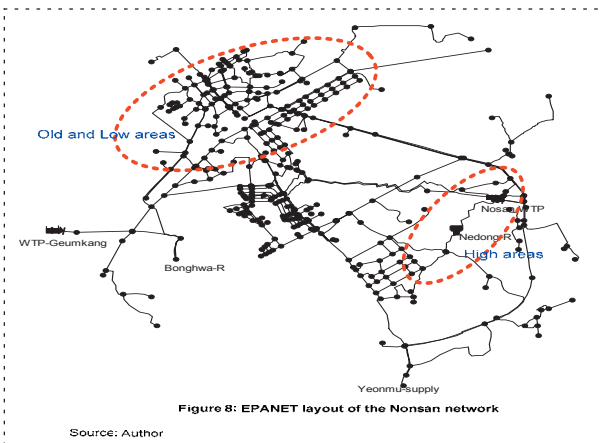 Old and Low areas
Nosan WTP
WTP-Geumkang
Nedong-R
High areas
Bonghwa-R
Yeonmu-supply
Figure 8: EPANET layout of the Nonsan network
Source: Author